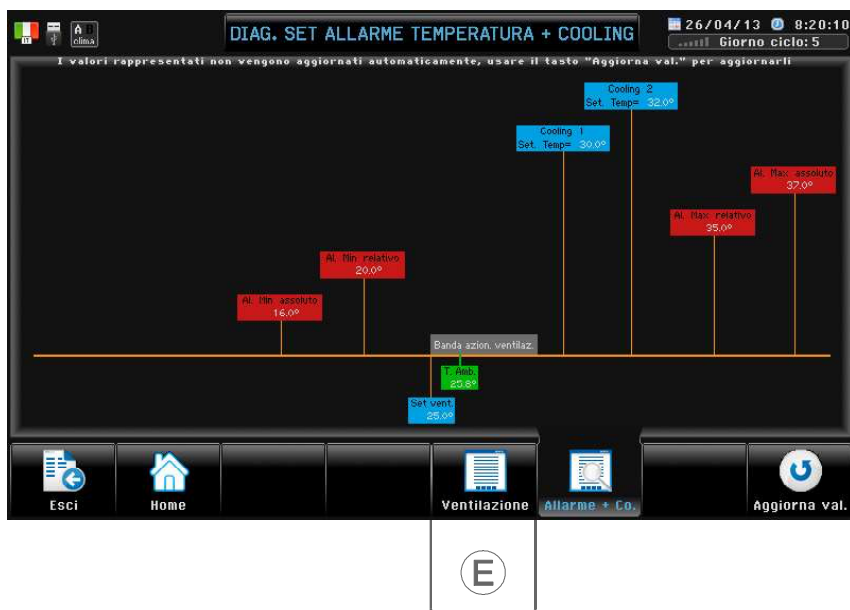 A B
clima
DIAG. SET ALLARME TEMPERATURA + COOLING
26/04/13 8:20:10
Giorno ciclo: 5
I valori rappresentati non vengono aggiornati automaticamente, usare il tasto "Aggiorna val." per aggiornarli
Cooling 2
Set. Temp= 32.0°
Cooling 1
Set. Temp= 30.0°
Al. Max assoluto
37.0°
Al. Max relativo
35.0°
Al. Min relativo
20.0°
Al. Min assoluto
16.0°
Banda azion. ventilaz.
T. Amb.
25.8°
Set vent.
25.0°
Esci
Home
Ventilazione
Allarme + Co.
Aggiorna val.
E